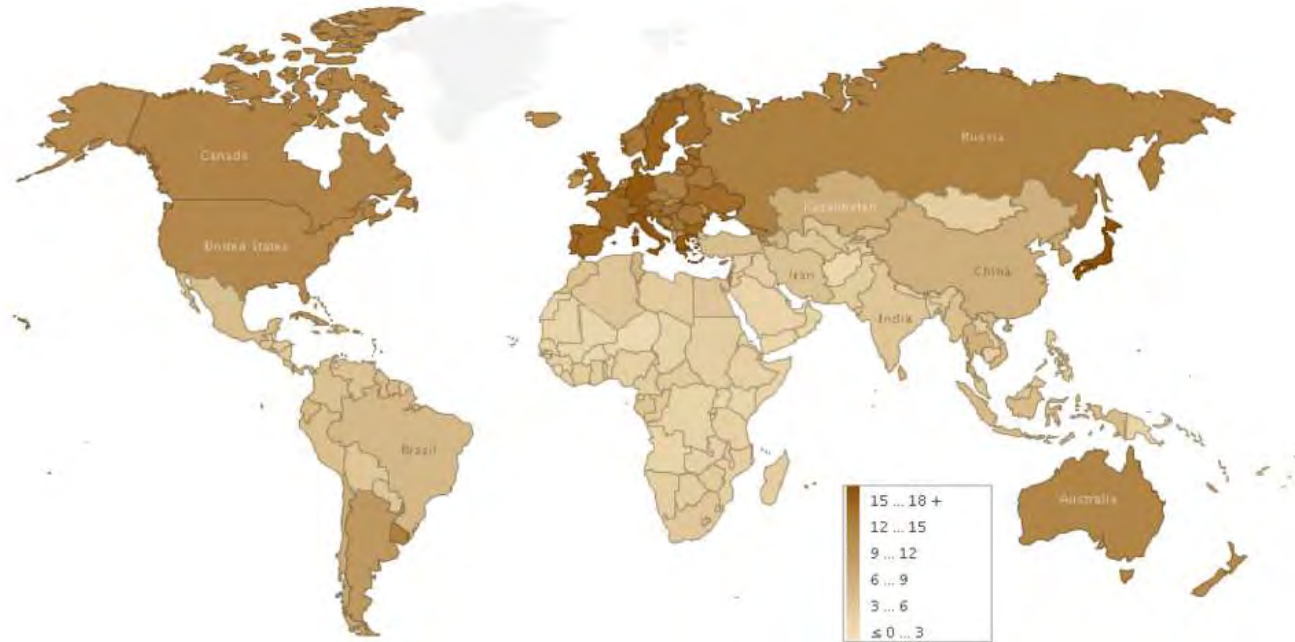 Canada
Russia
United States
Kazakhstan
Iran
China
India
Brazil
Australia
15 ... 18 +
12 ... 15
9 ... 12
6 ... 9
3 ... 6
≤ 0 ... 3